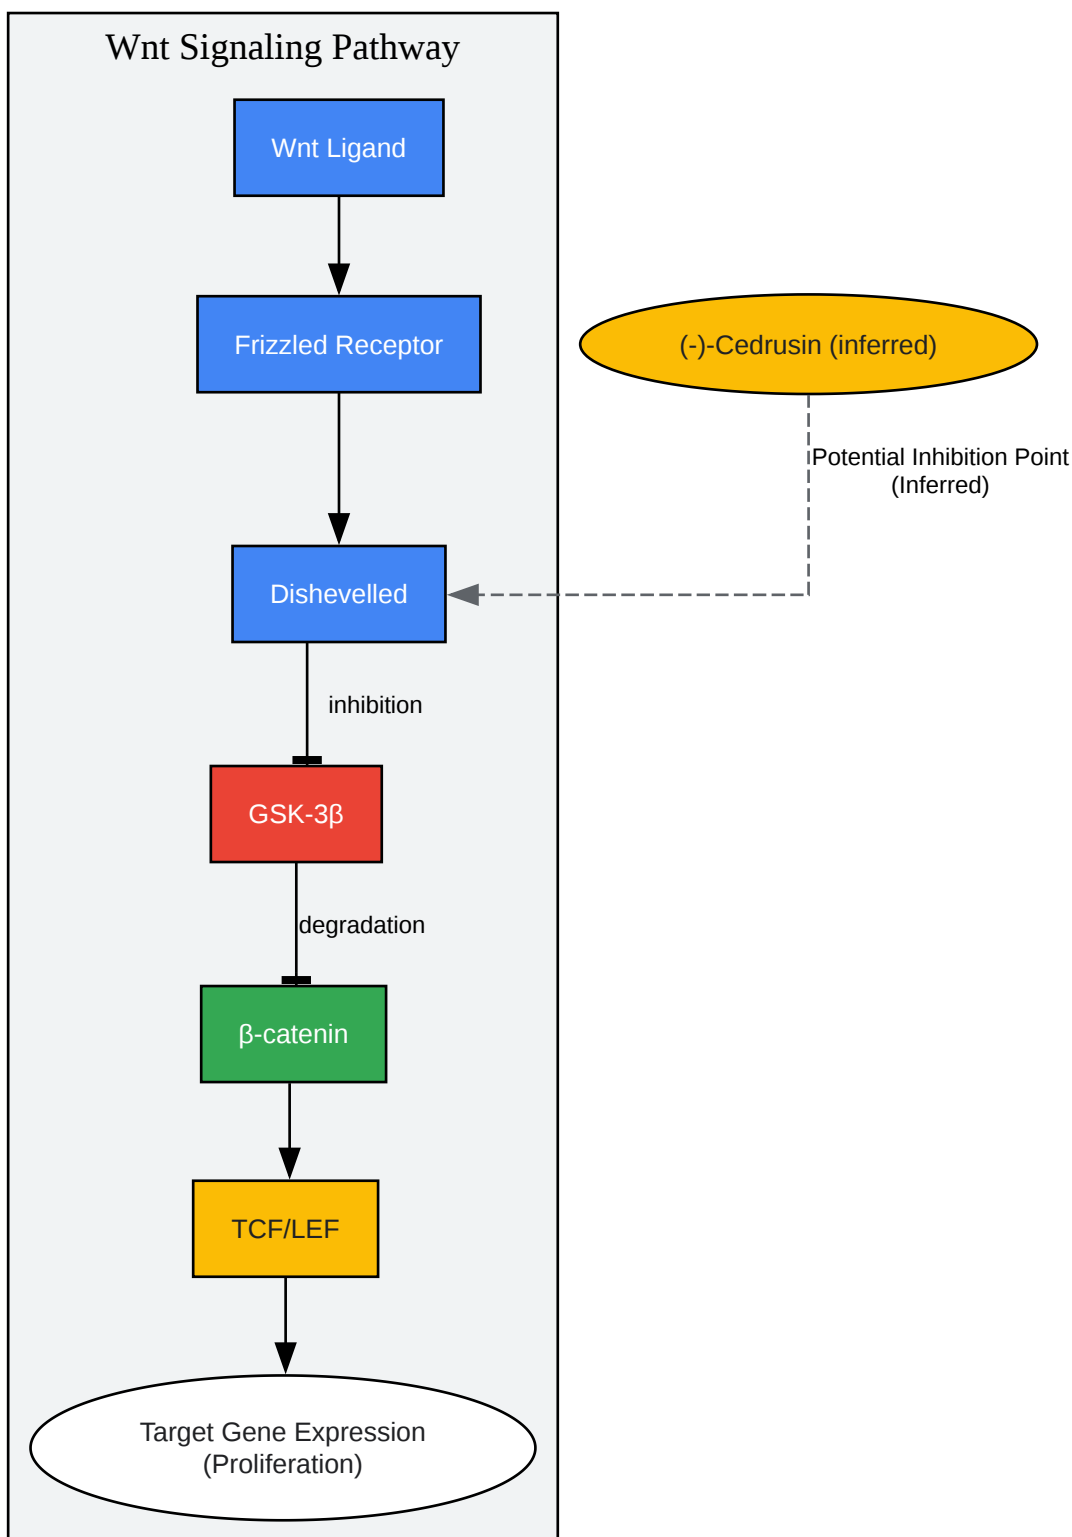 Wnt Signaling Pathway
Wnt Ligand
Frizzled Receptor
(-)-Cedrusin (inferred)
Potential Inhibition Point
(Inferred)
Dishevelled
inhibition
GSK-3β
degradation
β-catenin
TCF/LEF
Target Gene Expression
(Proliferation)